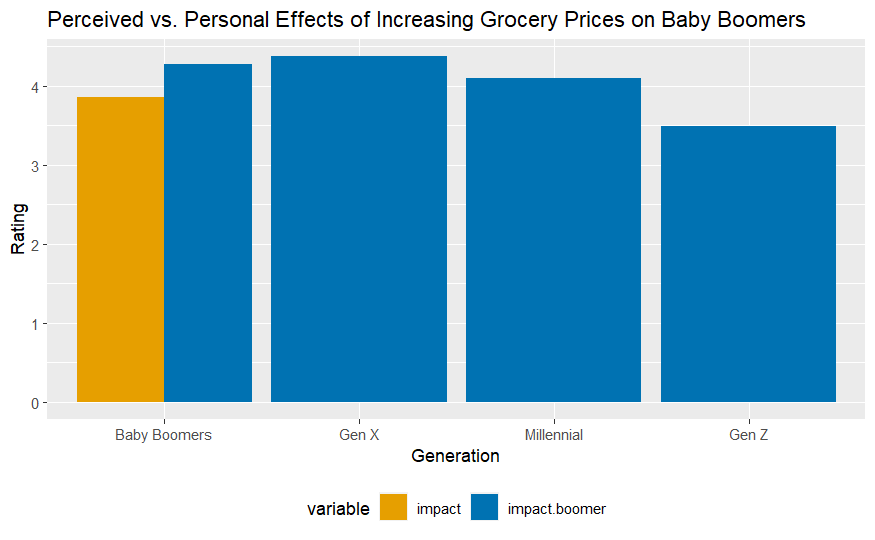 Perceived vs. Personal Effects of Increasing Grocery Prices on Baby Boomers
Rating
4
3
2
1
0
Baby Boomers Gen X Millennial Gen Z
Generation
variable impact impact.boomer